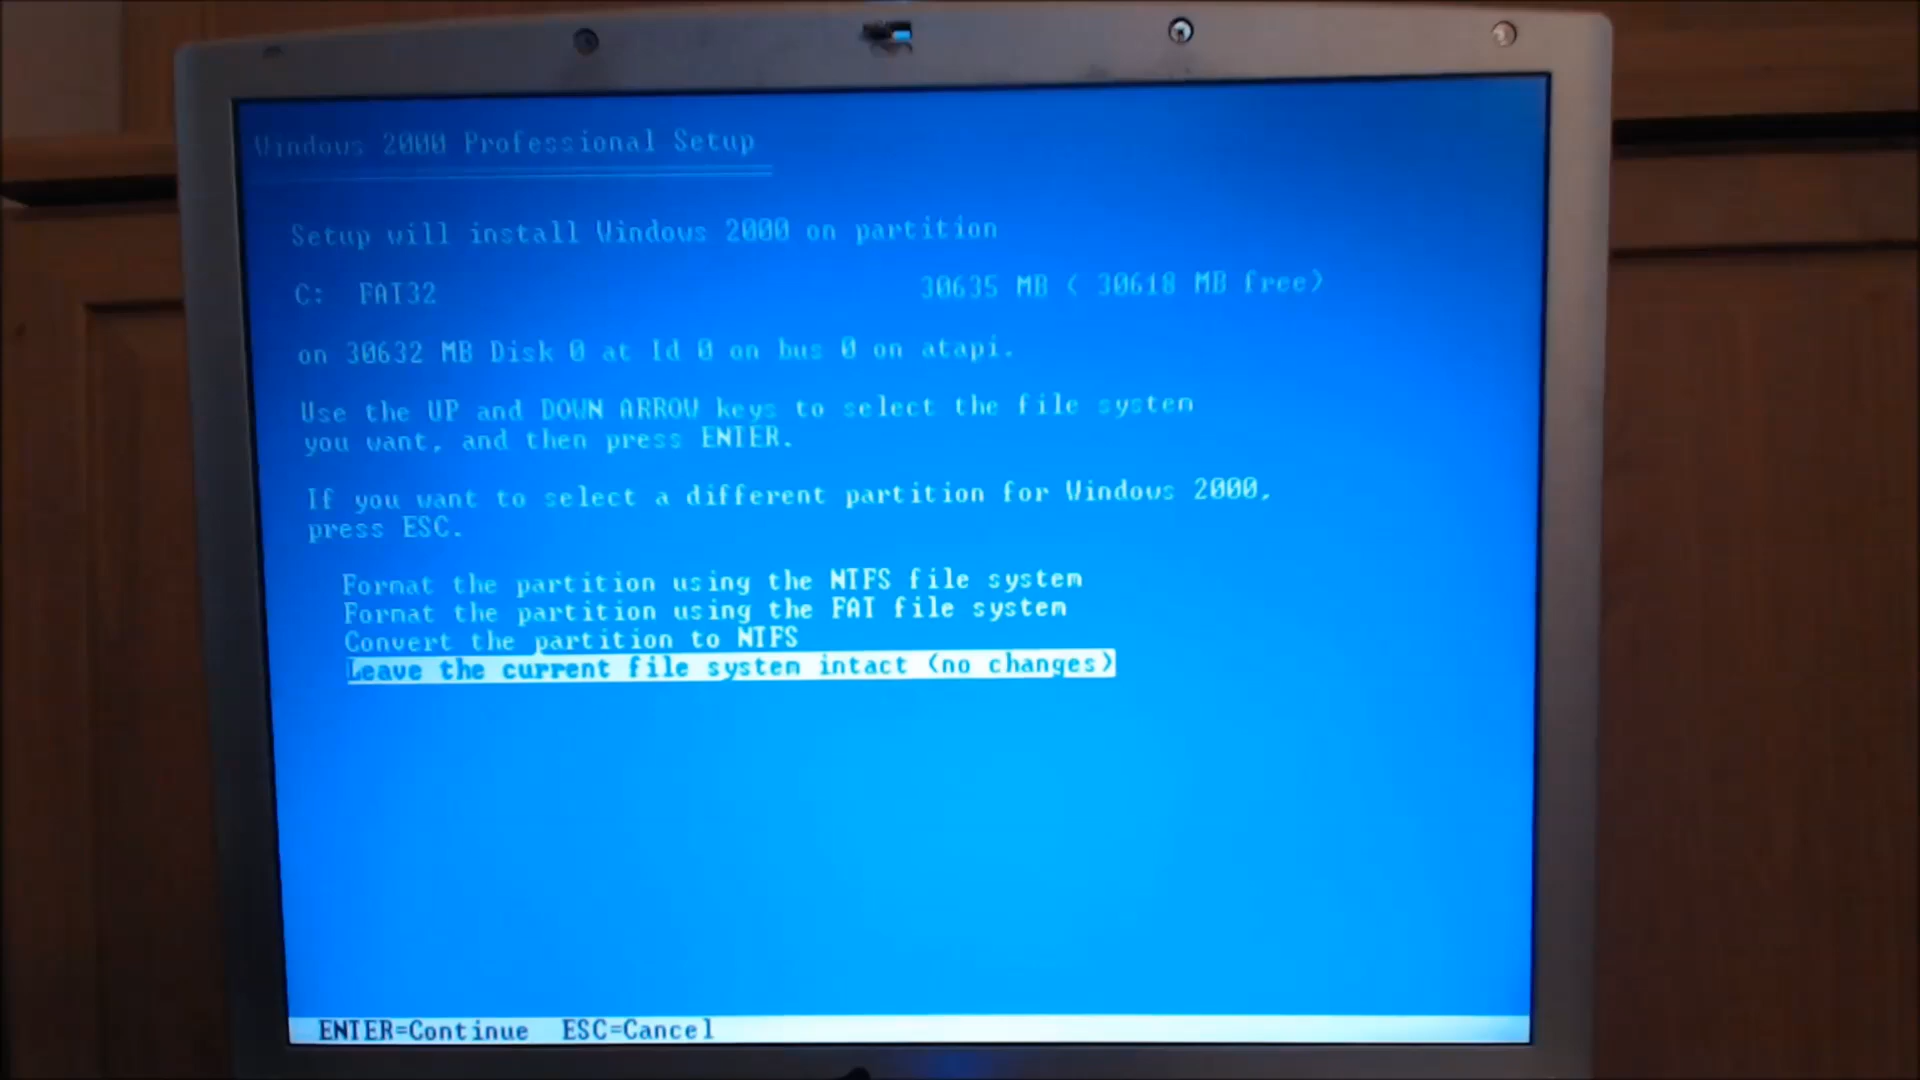 Windows 2000 Professional Setup
Setup will install Windows 2000 on partition
C: FAT32 30635 MB ( 30618 MB free)
on 30632 MB Disk 0 at Id 0 on bus 0 on atapi.
Use the UP and DOWN ARROW keys to select the file system
you want, and then press ENTER.
If you want to select a different partition for Windows 2000,
press ESC.
Format the partition using the NTFS file system
Format the partition using the FAT file system
Convert the partition to NTFS
Leave the current file system intact (no changes)
ENTER=Continue ESC=Cancel